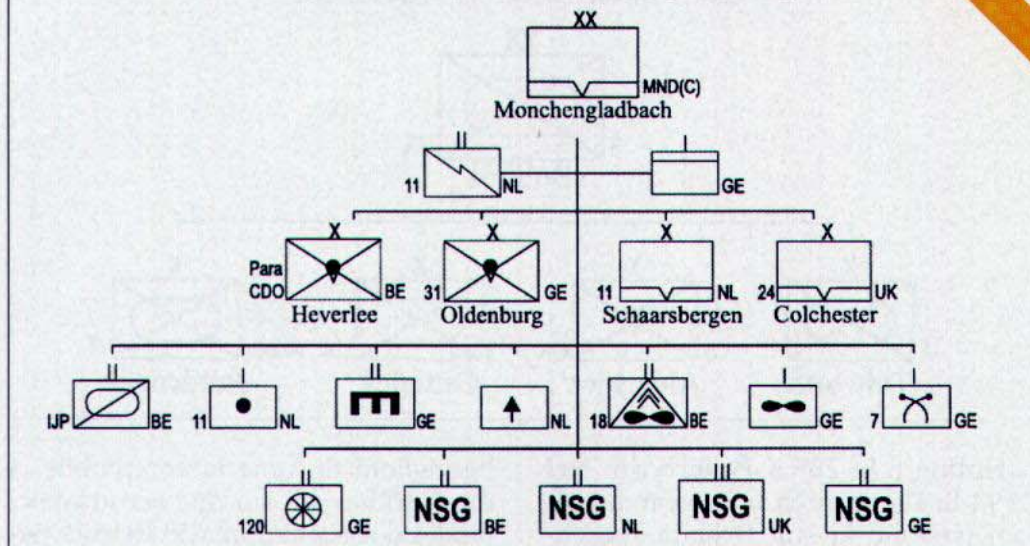 XX
MND(C)
Monchengladbach
II I
11 NL GE
X X X X
Para
CDO BE 31 GE 11 NL 24 UK
Heverlee Oldenburg Schaarsbergen Colchester
II I II I II I I
IJP BE 11 NL GE NL 18 BE GE 7 GE
II II II III II
120 GE NSG BE NSG NL NSG UK NSG GE